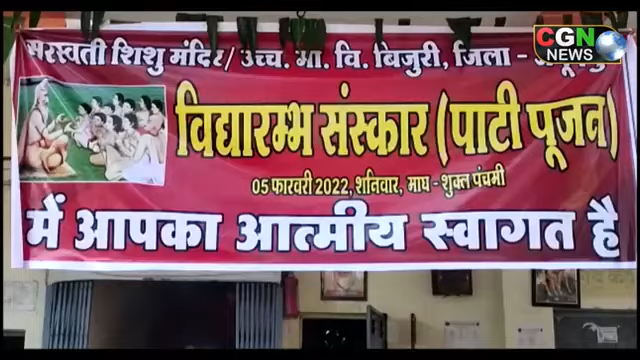 सरस्वती शिशु मंदिर/ उच्च. मा. वि. बिजुरी, जिला -
विद्यारम्भ संस्कार (पाटी पूजन)
05 फरवरी 2022, शनिवार, माघ - शुक्ल पंचमी
में आपका आत्मीय स्वागत है
CGN
NEWS